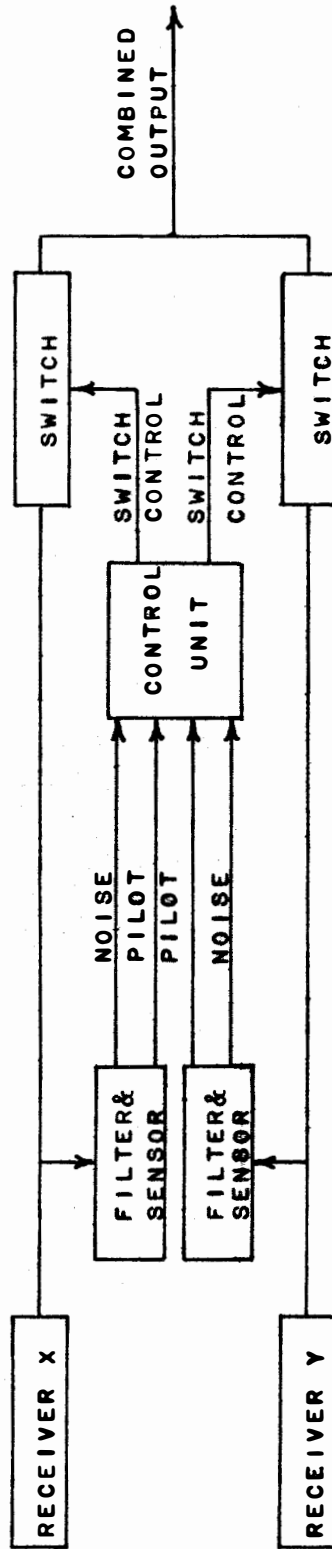 RECEIVER X
FILTER&
SENSOR
NOISE
PILOT
PILOT
NOISE
FILTER&
SENSOR
CONTROL
UNIT
SWITCH
CONTROL
SWITCH
CONTROL
SWITCH
COMBINED
OUTPUT
RECEIVER Y
SWITCH